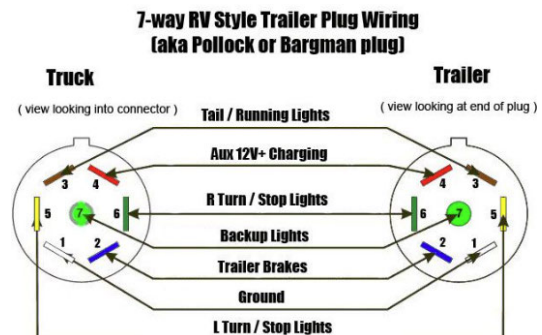 7-way RV Style Trailer Plug Wiring
(aka Pollock or Bargman plug)
Truck
Trailer
( view looking into connector )
( view looking at end of plug )
Tail / Running Lights
Aux 12V+ Charging
R Turn / Stop Lights
Backup Lights
Trailer Brakes
Ground
L Turn / Stop Lights
3
4
5
7
6
1
2
4
3
6
7
5
2
1